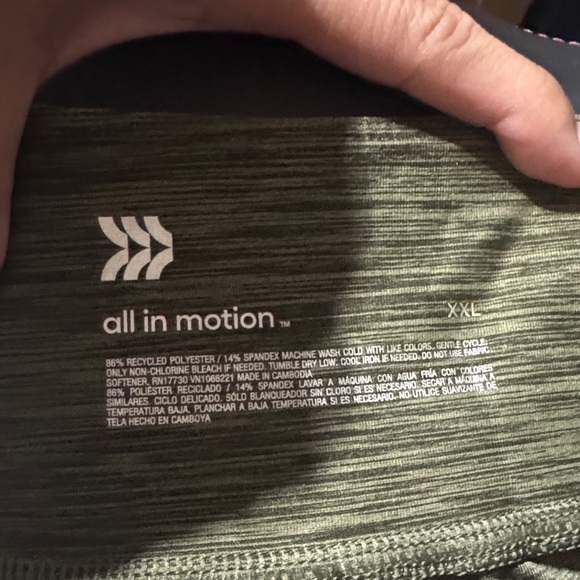 all in motion ™
XXL
86% RECYCLED POLYESTER / 14% SPANDEX MACHINE WASH COLD WITH LIKE COLORS. GENTLE CYCLE.
ONLY NON-CHLORINE BLEACH IF NEEDED. TUMBLE DRY LOW. COOL IRON IF NEEDED. DO NOT USE FABRIC
SOFTENER. RN17730 VN1068221 MADE IN CAMBODIA
86% POLIÉSTER RECICLADO / 14% SPANDEX LAVAR A MÁQUINA CON AGUA FRÍA. CON COLORES
SIMILARES. CICLO DELICADO. SÓLO BLANQUEADOR SIN CLORO SI ES NECESARIO. SECAR A MÁQUINA A
TEMPERATURA BAJA. PLANCHAR A BAJA TEMPERATURA SI ES NECESARIO. NO UTILICE SUAVIZANTE DE
TELA HECHO EN CAMBOYA